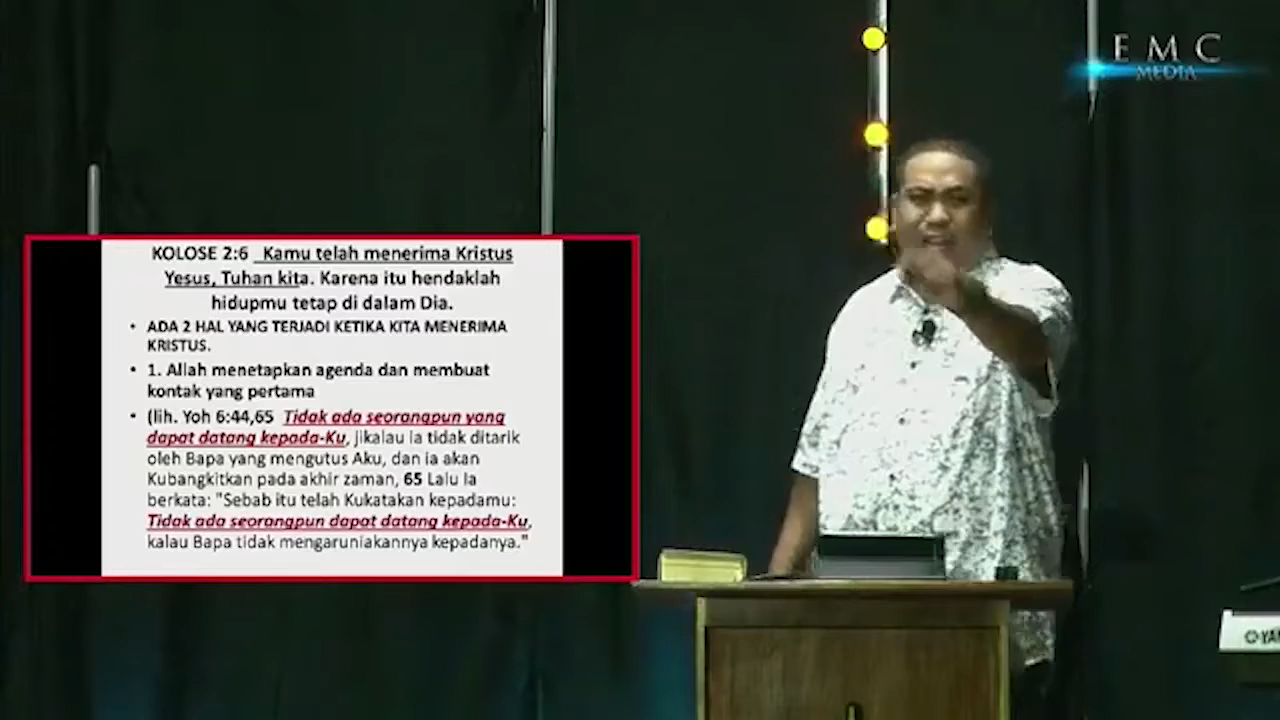 E M C
MEDIA
KOLOSE 2:6 Kamu telah menerima Kristus
Yesus, Tuhan kita. Karena itu hendaklah
hidupmu tetap di dalam Dia.
• ADA 2 HAL YANG TERJADI KETIKA KITA MENERIMA
KRISTUS.
• 1. Allah menetapkan agenda dan membuat
kontak yang pertama
• (lih. Yoh 6:44,65 Tidak ada seorangpun yang
dapat datang kepada-Ku, jikalau ia tidak ditarik
oleh Bapa yang mengutus Aku, dan ia akan
Kubangkitkan pada akhir zaman, 65 Lalu Ia
berkata: "Sebab itu telah Kukatakan kepadamu:
Tidak ada seorangpun dapat datang kepada-Ku,
kalau Bapa tidak mengaruniakannya kepadanya."